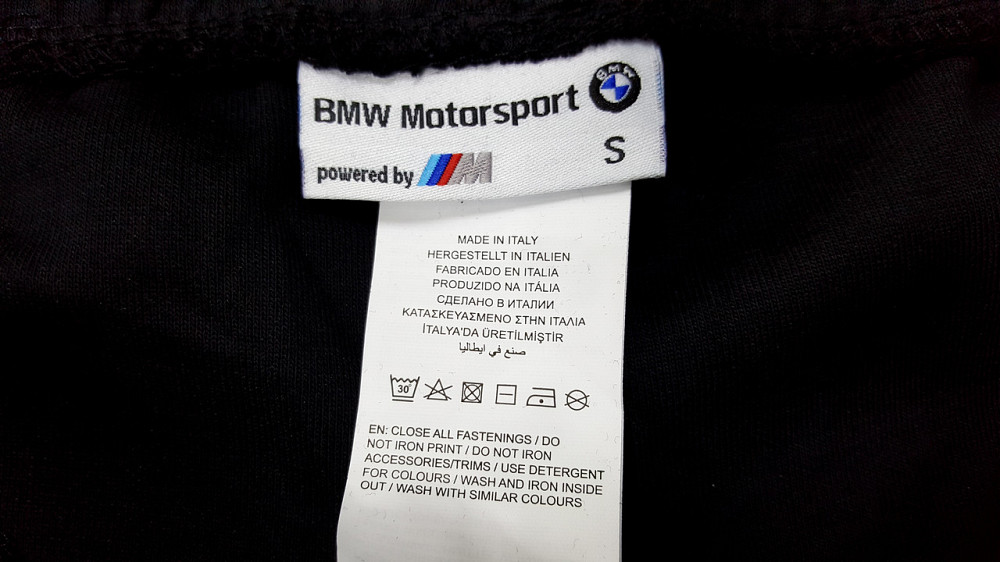 BMW Motorsport
BMW
S
powered by M
MADE IN ITALY
HERGESTELLT IN ITALIEN
FABRICADO EN ITALIA
PRODUZIDO NA ITÁLIA
СДЕЛАНО В ИТАЛИИ
ΚΑΤΑΣΚΕΥΑΣΜΕΝΟ ΣΤΗΝ ΙΤΑΛΙΑ
İTALYA'DA ÜRETİLMİŞTİR
صنع في ايطاليا
30°
EN: CLOSE ALL FASTENINGS / DO
NOT IRON PRINT / DO NOT IRON
ACCESSORIES/TRIMS / USE DETERGENT
FOR COLOURS / WASH AND IRON INSIDE
OUT / WASH WITH SIMILAR COLOURS